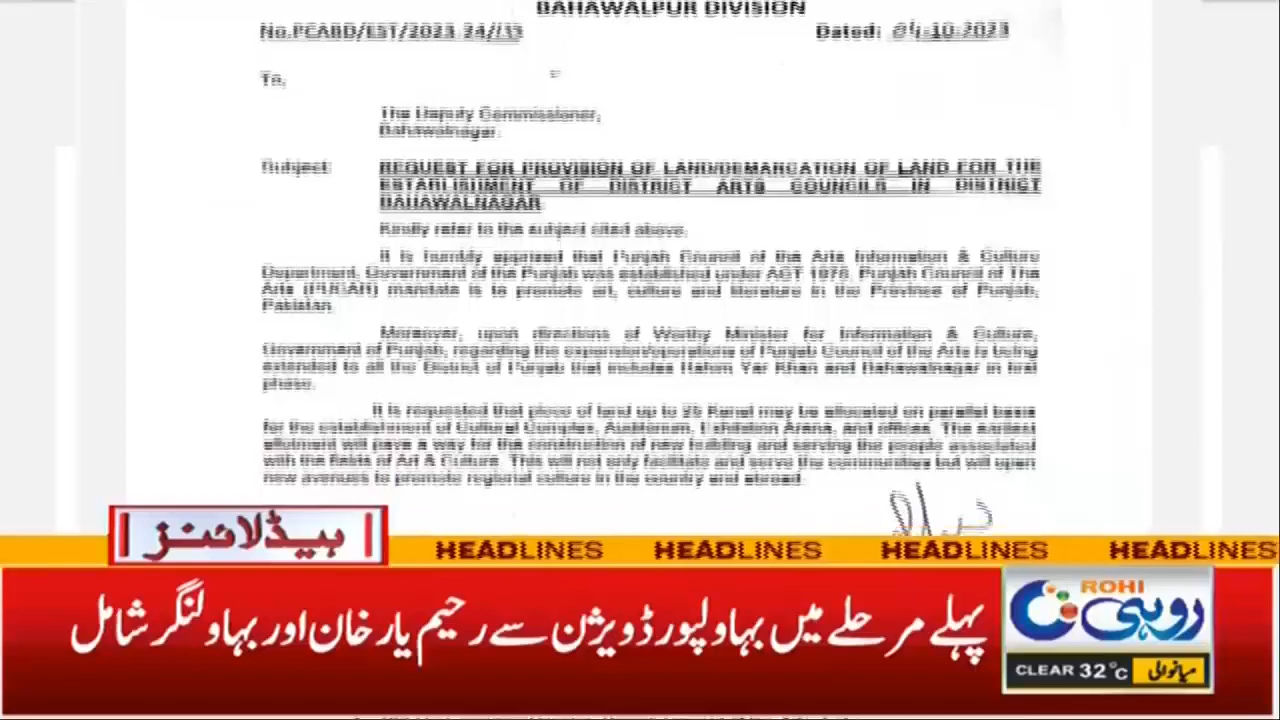 BAHAWALPUR DIVISION
No.PCABD/EST/2023-24/135 Dated: 04-10-2023
To,
The Deputy Commissioner,
Bahawalnagar.
Subject: REQUEST FOR PROVISION OF LAND/DEMARCATION OF LAND FOR THE
ESTABLISHMENT OF DISTRICT ARTS COUNCILS IN DISTRICT
BAHAWALNAGAR
Kindly refer to the subject cited above.
It is humbly apprised that Punjab Council of the Arts Information & Culture
Department, Government of the Punjab was established under ACT 1975. Punjab Council of The
Arts (PUCAR) mandate is to promote art, culture and literature in the Province of Punjab,
Pakistan.
Moreover, upon directions of Worthy Minister for Information & Culture,
Government of Punjab, regarding the expansion/operations of Punjab Council of the Arts is being
extended to all the District of Punjab that includes Rahim Yar Khan and Bahawalnagar in first
phase.
It is requested that piece of land up to 25 Kanal may be allocated on parallel basis
for the establishment of Cultural Complex, Auditorium, Exhibition Arena, and offices. The earliest
allotment will pave a way for the construction of new building and serving the people associated
with the fields of Art & Culture. This will not only facilitate and serve the communities but will open
new avenues to promote regional culture in the country and abroad.
ہیڈلائنز
HEADLINES HEADLINES HEADLINES HEADLINES
پہلے مرحلے میں بہاولپور ڈویژن سے رحیم یار خان اور بہاولنگر شامل
ROHI
روہی
CLEAR 32°C میانوالی